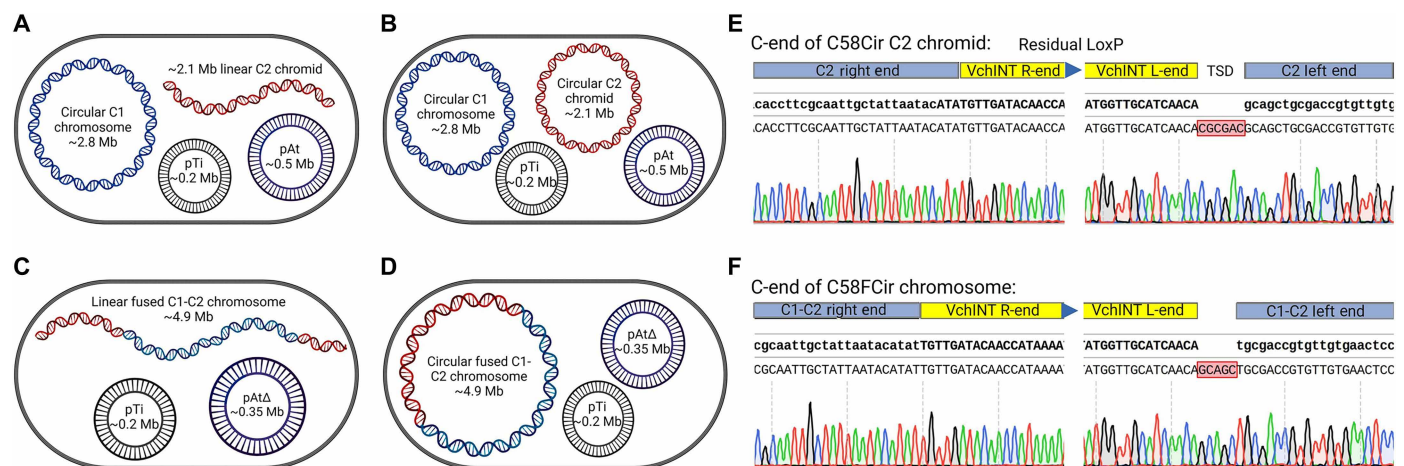 A
~2.1 Mb linear C2 chromid
Circular C1
chromosome
~2.8 Mb
pTi
~0.2 Mb
pAt
~0.5 Mb
B
Circular C1
chromosome
~2.8 Mb
Circular C2
chromid
~2.1 Mb
pTi
~0.2 Mb
pAt
~0.5 Mb
C
Linear fused C1-C2 chromosome
~4.9 Mb
pTi
~0.2 Mb
pAtΔ
~0.35 Mb
D
Circular fused C1-
C2 chromosome
~4.9 Mb
pAtΔ
~0.35 Mb
pTi
~0.2 Mb
E
C-end of C58Cir C2 chromid: Residual LoxP
C2 right end VchINT R-end VchINT L-end TSD C2 left end
.caccttcgcaattgctattaatacATATGTTGATACAACCA ATGGTTGCATCAACA gcagctgcgaccgtgttgtg
.CACCTTCGCAATTGCTATTAATACATATGTTGATACAACCA ATGGTTGCATCAACACGCGACGCAGCTGCGACCGTGTTGTG
F
C-end of C58FCir chromosome:
C1-C2 right end VchINT R-end VchINT L-end C1-C2 left end
cgcaattgctattaatacatatTGTTGATACAACCATAAAA 'ATGGTTGCATCAACA tgcgaccgtgttgtgaactcc
CGCAATTGCTATTAATACATATTGTTGATACAACCATAAAA 'ATGGTTGCATCAACAGCAGCTGCGACCGTGTTGTGAACTCC